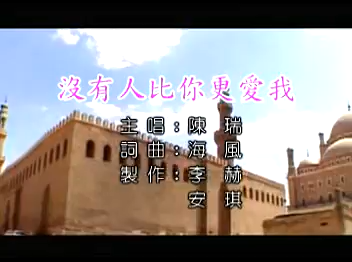 沒有人比你更愛我
主唱：陳瑞
詞曲：海風
製作：李赫
安琪